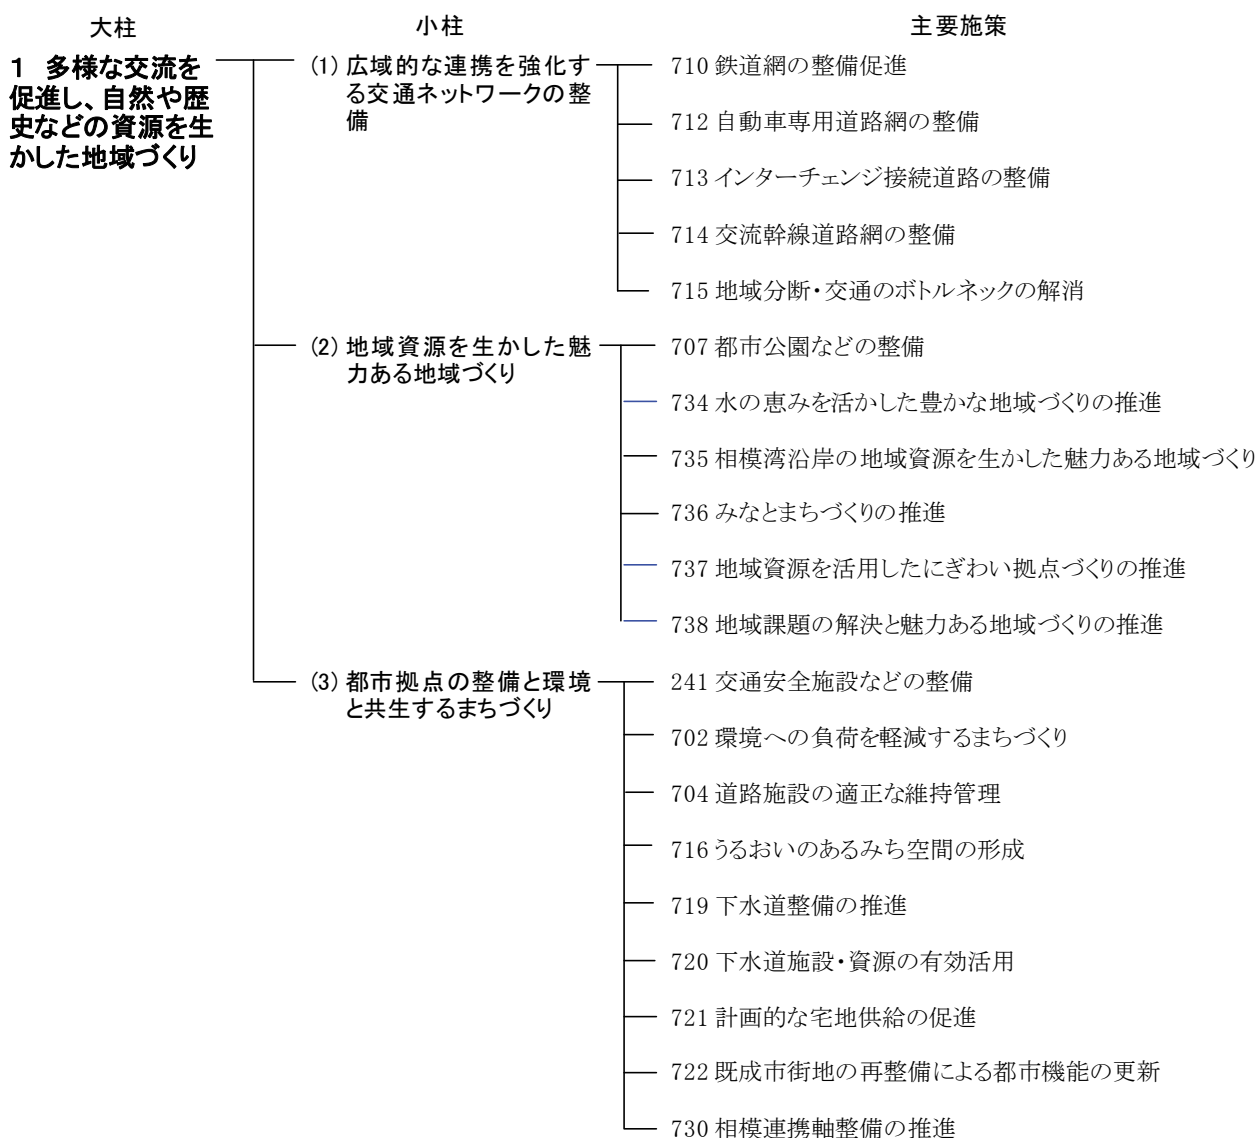 大柱
小柱
主要施策
1 多様な交流を
促進し、自然や歴
史などの資源を生
かした地域づくり
(1) 広域的な連携を強化す
る交通ネットワークの整
備
710 鉄道網の整備促進
712 自動車専用道路網の整備
713 インターチェンジ接続道路の整備
714 交流幹線道路網の整備
715 地域分断・交通のボトルネックの解消
(2) 地域資源を生かした魅
力ある地域づくり
707 都市公園などの整備
734 水の恵みを活かした豊かな地域づくりの推進
735 相模湾沿岸の地域資源を生かした魅力ある地域づくり
736 みなとまちづくりの推進
737 地域資源を活用したにぎわい拠点づくりの推進
738 地域課題の解決と魅力ある地域づくりの推進
(3) 都市拠点の整備と環境
と共生するまちづくり
241 交通安全施設などの整備
702 環境への負荷を軽減するまちづくり
704 道路施設の適正な維持管理
716 うるおいのあるみち空間の形成
719 下水道整備の推進
720 下水道施設・資源の有効活用
721 計画的な宅地供給の促進
722 既成市街地の再整備による都市機能の更新
730 相模連携軸整備の推進